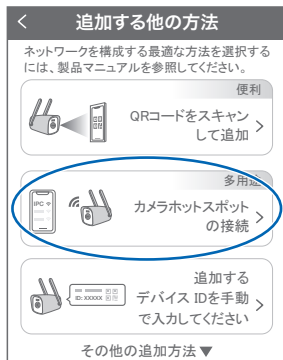 < 追加する他の方法
ネットワークを構成する最適な方法を選択する
には、製品マニュアルを参照してください。
便利
QRコードをスキャン
して追加 >
多用途
IPC
カメラホットスポット
の接続 >
追加する
ID: XXXXX
デバイス IDを手動
で入力してください >
その他の追加方法▼